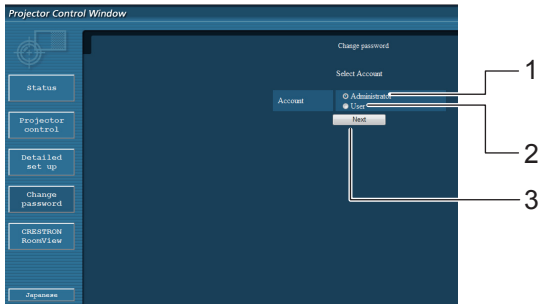 Projector Control Window
Change password
Select Account
Account
Administrator
User
Next
Status
Projector
control
Detailed
set up
Change
password
CRESTRON
RoomView
Japanese
1
2
3